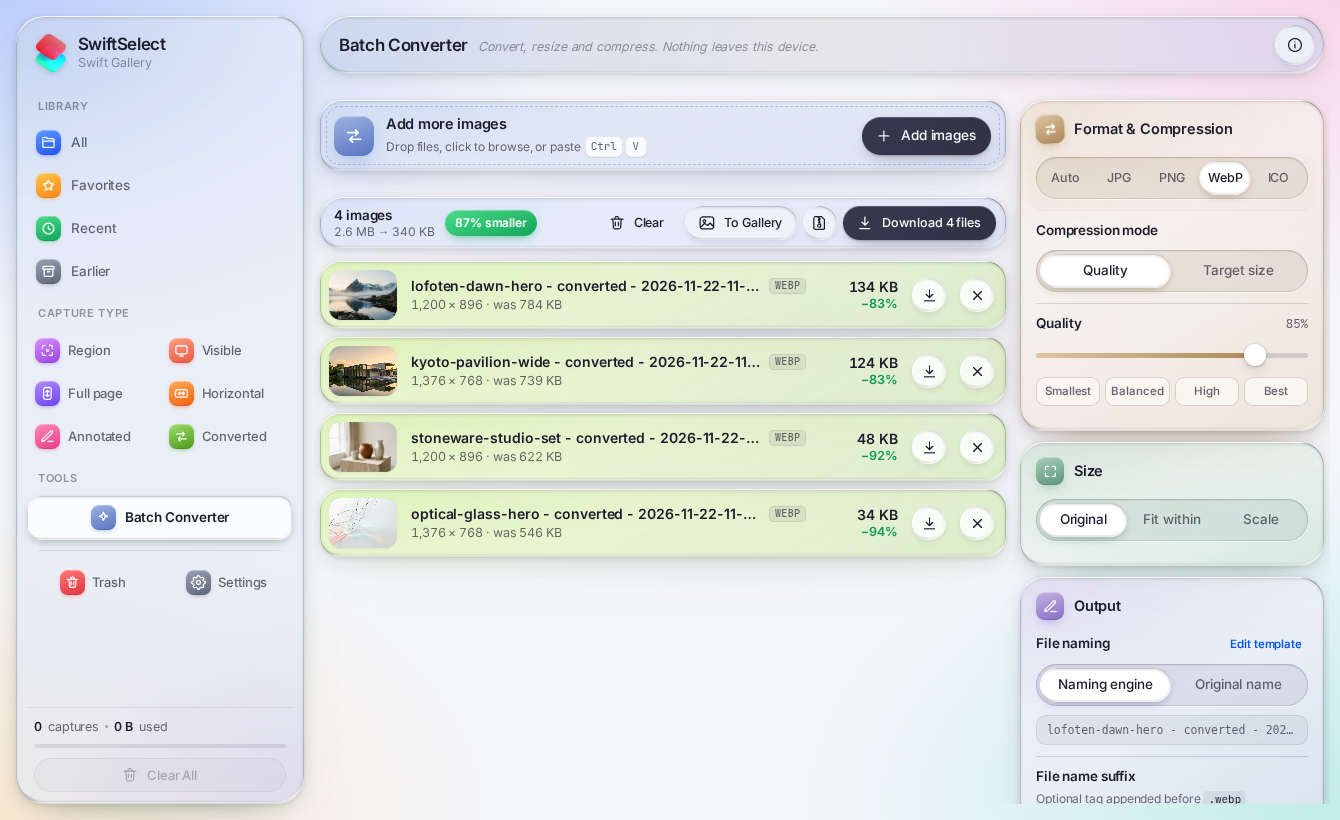 SwiftSelect
Swift Gallery
LIBRARY
All
Favorites
Recent
Earlier
CAPTURE TYPE
Region
Visible
Full page
Horizontal
Annotated
Converted
TOOLS
Batch Converter
Trash
Settings
0 captures • 0 B used
Clear All
Batch Converter Convert, resize and compress. Nothing leaves this device.
Add more images
Drop files, click to browse, or paste Ctrl V
Add images
4 images
2.6 MB → 340 KB
87% smaller
Clear
To Gallery
Download 4 files
lofoten-dawn-hero - converted - 2026-11-22-11-... WEBP
1,200 × 896 · was 784 KB
134 KB
−83%
kyoto-pavilion-wide - converted - 2026-11-22-11... WEBP
1,376 × 768 · was 739 KB
124 KB
−83%
stoneware-studio-set - converted - 2026-11-22-... WEBP
1,200 × 896 · was 622 KB
48 KB
−92%
optical-glass-hero - converted - 2026-11-22-11-... WEBP
1,376 × 768 · was 546 KB
34 KB
−94%
Format & Compression
Auto JPG PNG WebP ICO
Compression mode
Quality Target size
Quality 85%
Smallest Balanced High Best
Size
Original Fit within Scale
Output
File naming Edit template
Naming engine Original name
lofoten-dawn-hero - converted - 202…
File name suffix
Optional tag appended before .webp